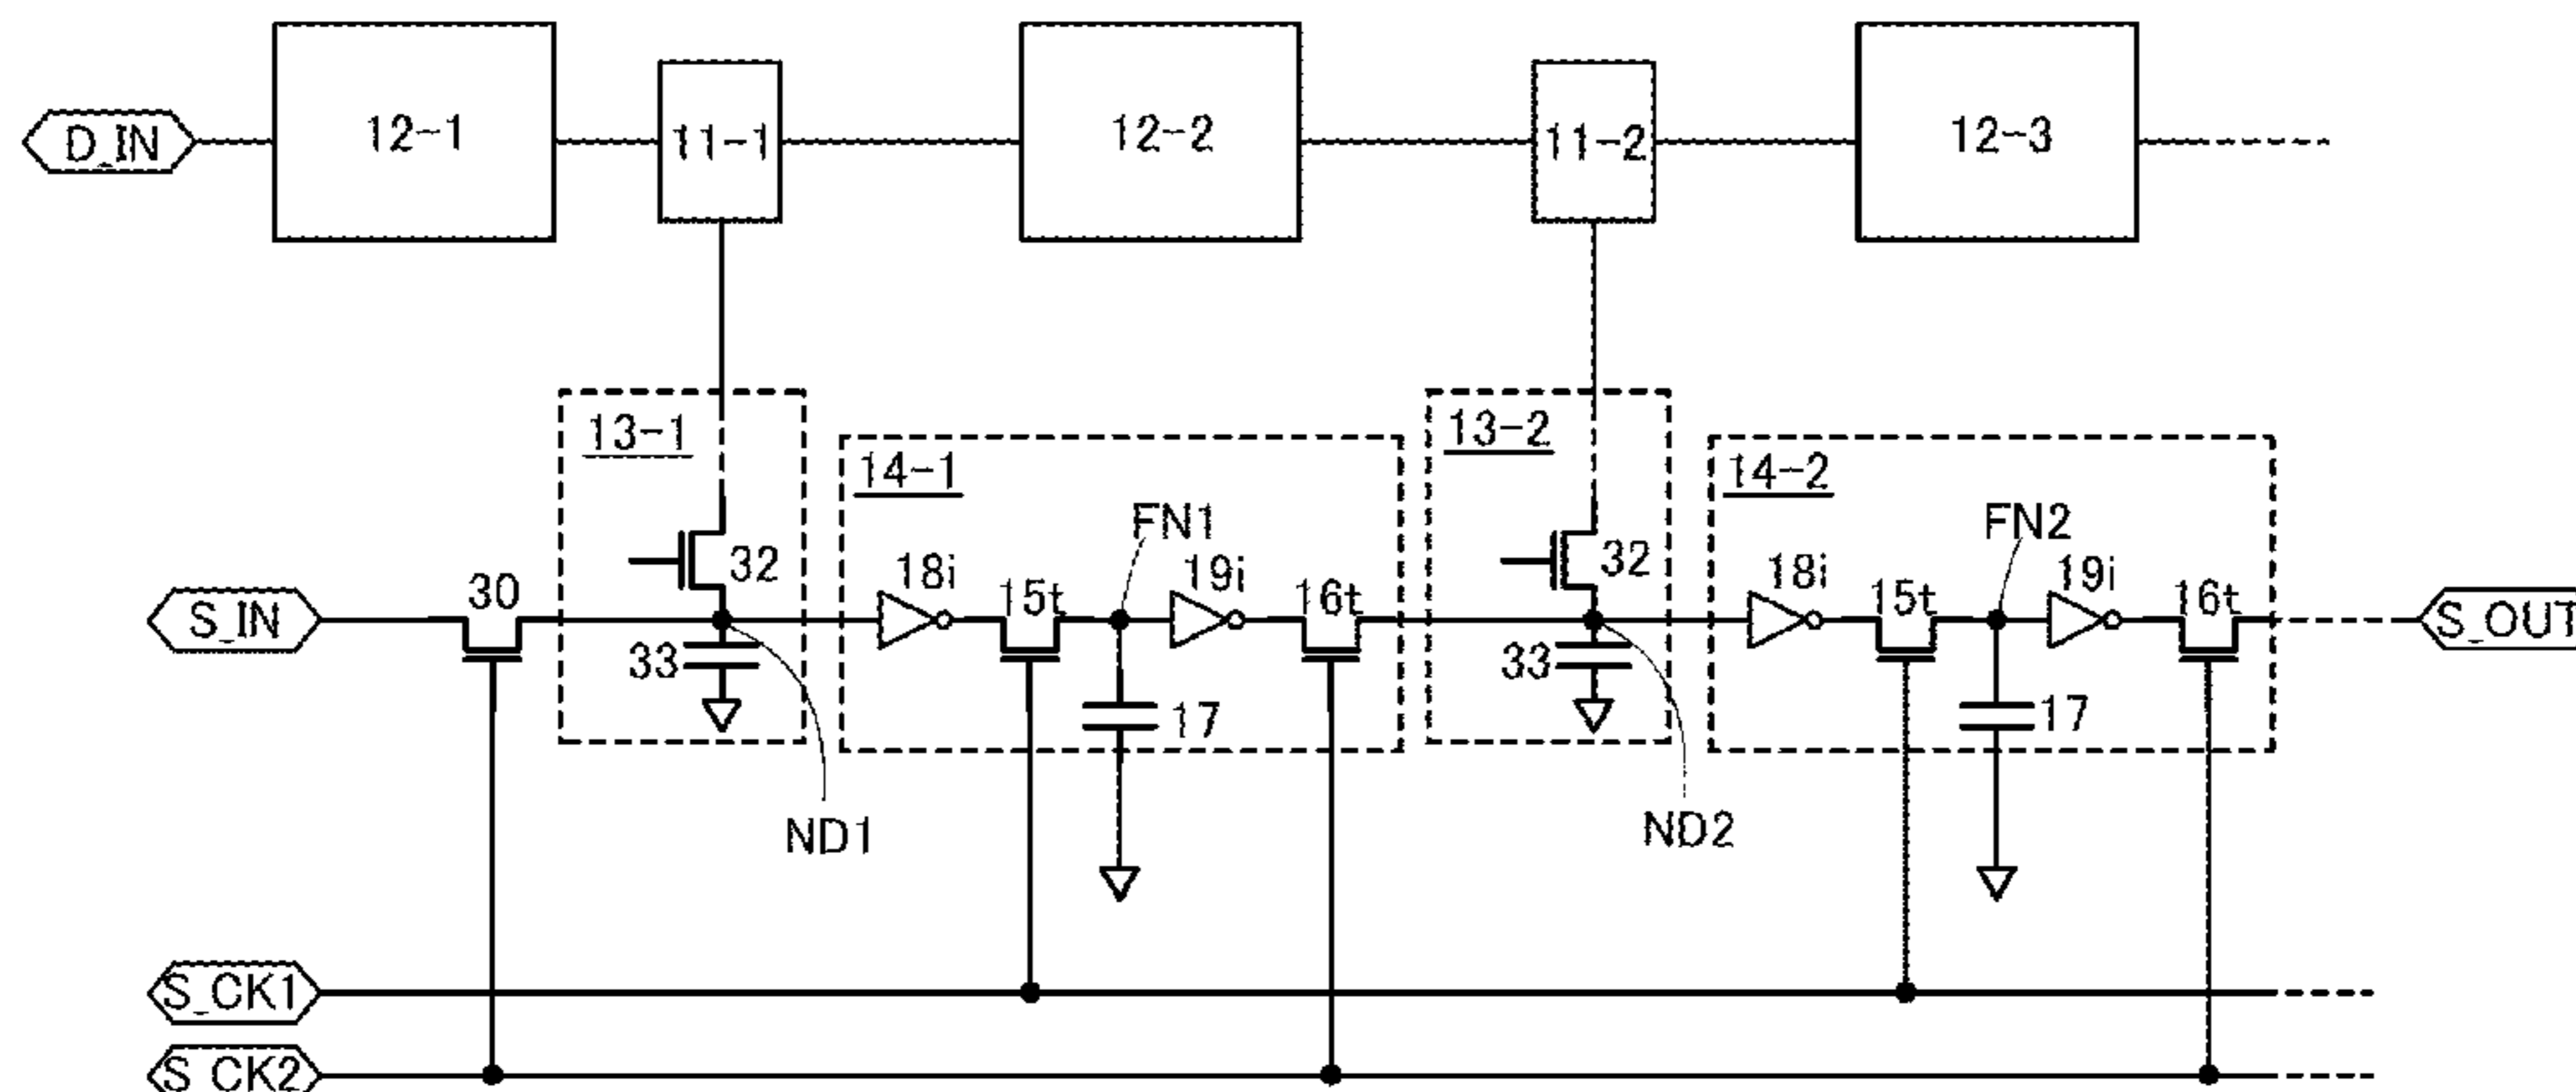 D_IN 12-1 11-1 12-2 11-2 12-3
13-1 13-2
14-1 14-2
FN1 FN2
32 18i 19i 32 18i 19i
S_IN 30 15t 16t 15t 16t S_OUT
33 17 33 17
ND1 ND2
S_CK1
S_CK2